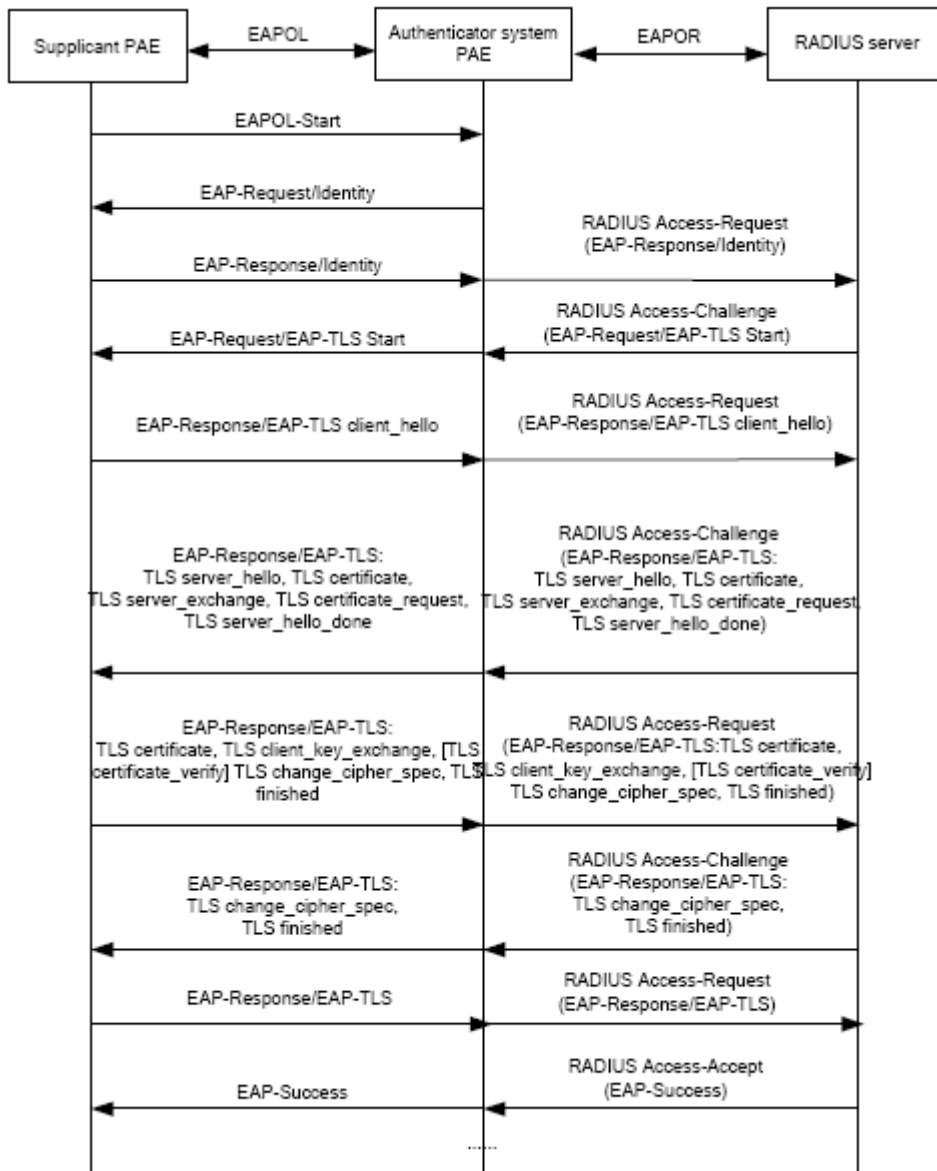 Supplicant PAE
EAPOL
Authenticator system
PAE
EAPOR
RADIUS server
EAPOL-Start
EAP-Request/Identity
RADIUS Access-Request
(EAP-Response/Identity)
EAP-Response/Identity
RADIUS Access-Challenge
(EAP-Request/EAP-TLS Start)
EAP-Request/EAP-TLS Start
RADIUS Access-Request
(EAP-Response/EAP-TLS client_hello)
EAP-Response/EAP-TLS client_hello
EAP-Response/EAP-TLS:
TLS server_hello, TLS certificate,
TLS server_exchange, TLS certificate_request,
TLS server_hello_done
RADIUS Access-Challenge
(EAP-Response/EAP-TLS:
TLS server_hello, TLS certificate,
TLS server_exchange, TLS certificate_request,
TLS server_hello_done)
EAP-Response/EAP-TLS:
TLS certificate, TLS client_key_exchange, [TLS
certificate_verify] TLS change_cipher_spec, TLS
finished
RADIUS Access-Request
(EAP-Response/EAP-TLS:TLS certificate,
TLS client_key_exchange, [TLS certificate_verify]
TLS change_cipher_spec, TLS finished)
EAP-Response/EAP-TLS:
TLS change_cipher_spec,
TLS finished
RADIUS Access-Challenge
(EAP-Response/EAP-TLS:
TLS change_cipher_spec,
TLS finished)
EAP-Response/EAP-TLS
RADIUS Access-Request
(EAP-Response/EAP-TLS)
EAP-Success
RADIUS Access-Accept
(EAP-Success)
......